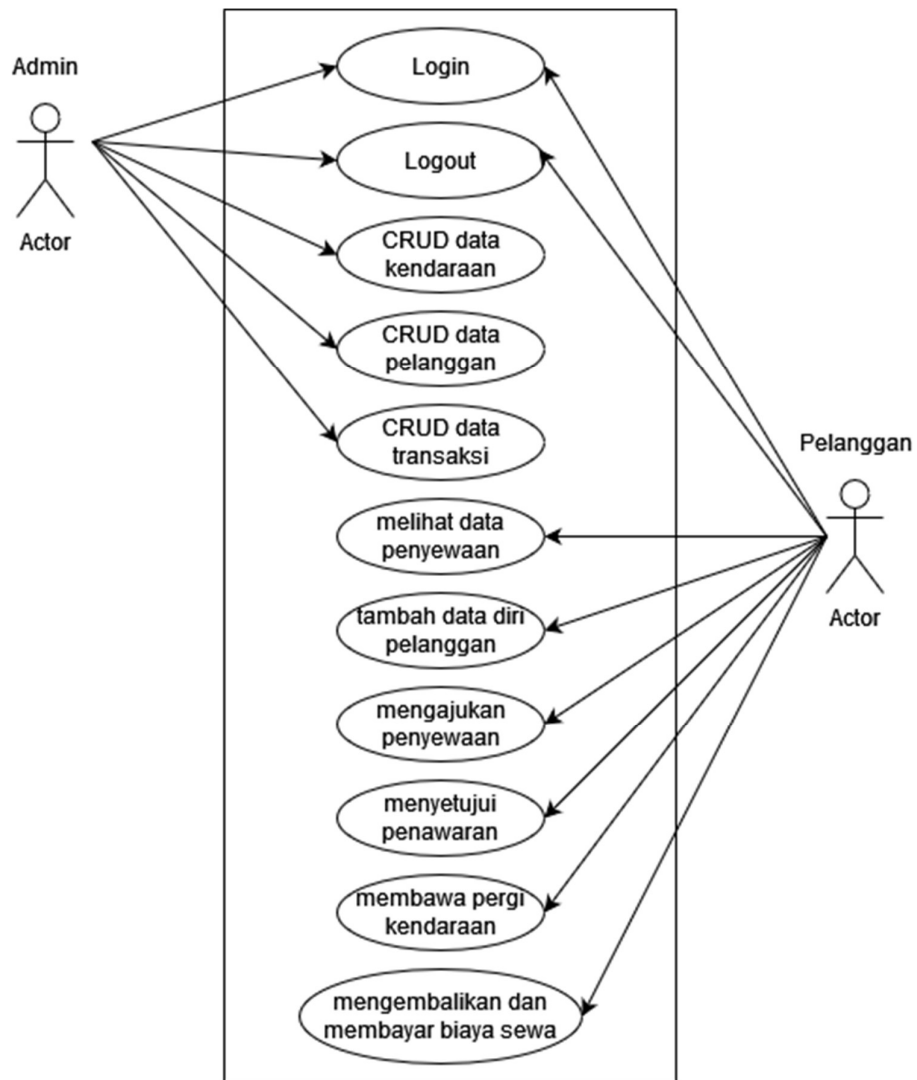 Admin
Actor
Login
Logout
CRUD data
kendaraan
CRUD data
pelanggan
CRUD data
transaksi
melihat data
penyewaan
tambah data diri
pelanggan
mengajukan
penyewaan
menyetujui
penawaran
membawa pergi
kendaraan
mengembalikan dan
membayar biaya sewa
Pelanggan
Actor